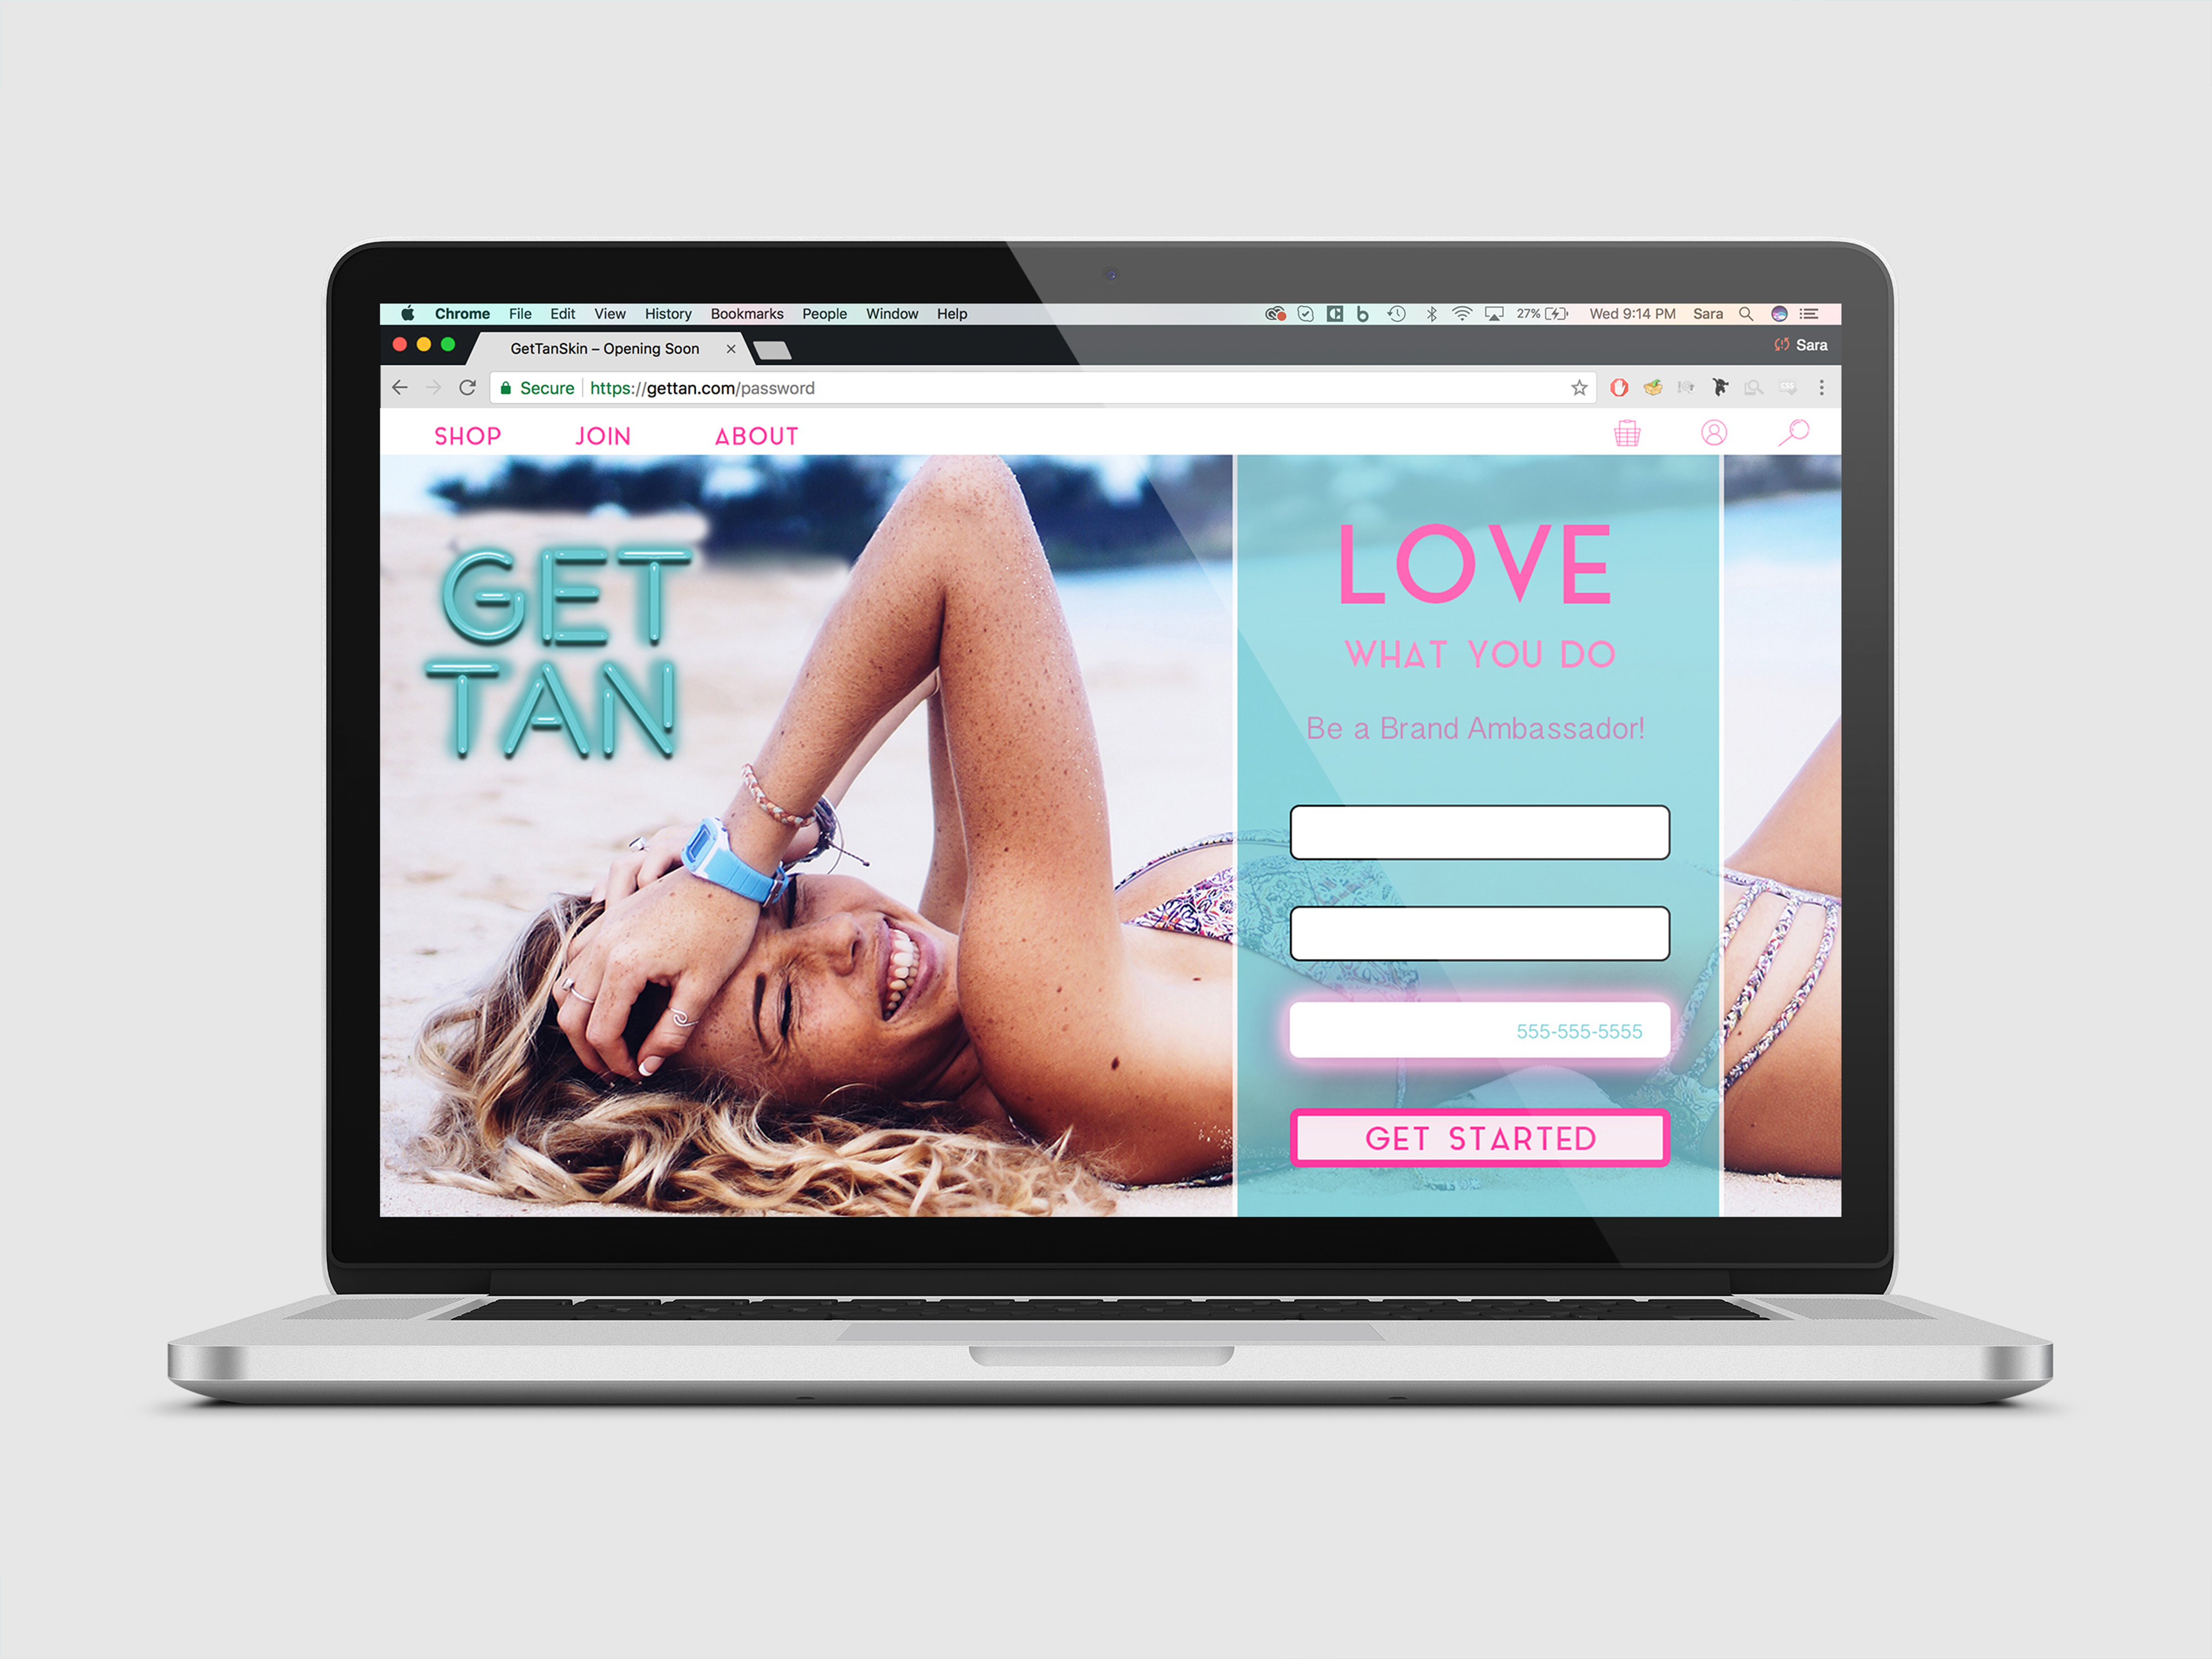 Chrome File Edit View History Bookmarks People Window Help 27% Wed 9:14 PM Sara
GetTanSkin – Opening Soon Sara
Secure https://gettan.com/password
SHOP JOIN ABOUT
GET
TAN
LOVE
WHAT YOU DO
Be a Brand Ambassador!
555-555-5555
GET STARTED